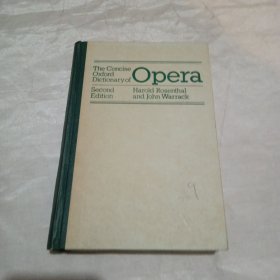 The Concise
Oxford
Dictionary of
Opera
Second
Edition
Harold Rosenthal
and John Warrack